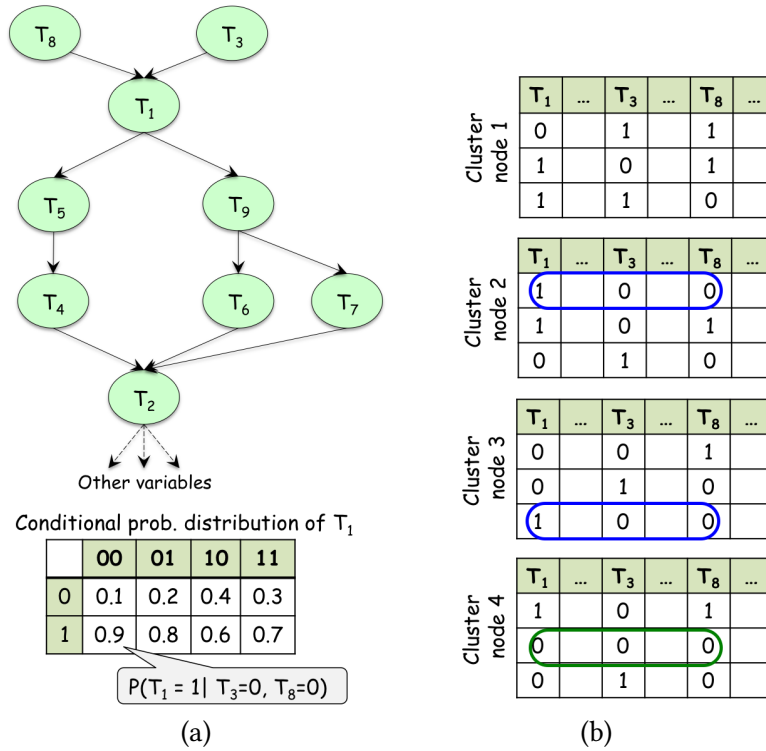 T8 T3
T1
T5 T9
T4 T6 T7
T2
Other variables
Conditional prob. distribution of T1
00 01 10 11
0 0.1 0.2 0.4 0.3
1 0.9 0.8 0.6 0.7
P(T1 = 1| T3=0, T8=0)
(a)
Cluster
node 1
T1 ... T3 ... T8 ...
0 1 1
1 0 1
1 1 0
Cluster
node 2
T1 ... T3 ... T8 ...
1 0 0
1 0 1
0 1 0
Cluster
node 3
T1 ... T3 ... T8 ...
0 0 1
0 1 0
1 0 0
Cluster
node 4
T1 ... T3 ... T8 ...
1 0 1
0 0 0
0 1 0
(b)